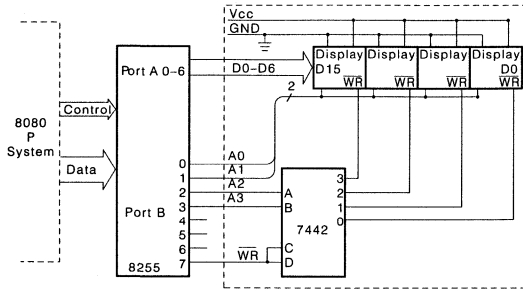 Vcc
GND
Display Display Display Display
D15 D0
WR WR WR WR
Port A 0-6
D0-D6
2
Control
8080
P
System
Data
0 A0
1 A1
2 A2
3 A3
Port B
4
5
6
7 WR
8255
A
B
C
D
7442
3
2
1
0